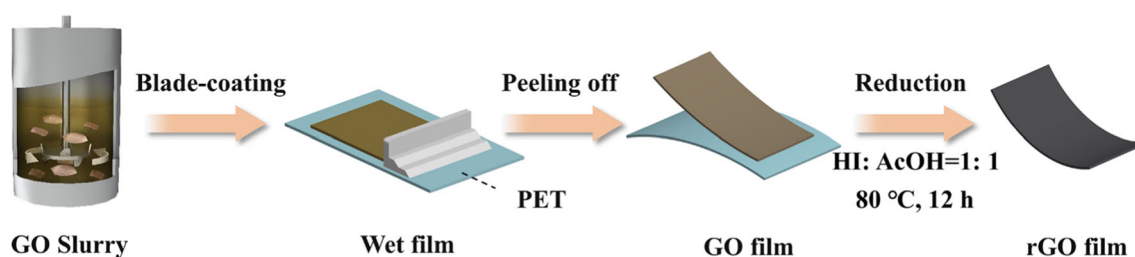 Blade-coating
Peeling off
Reduction
HI: AcOH=1: 1
80 °C, 12 h
PET
GO Slurry
Wet film
GO film
rGO film